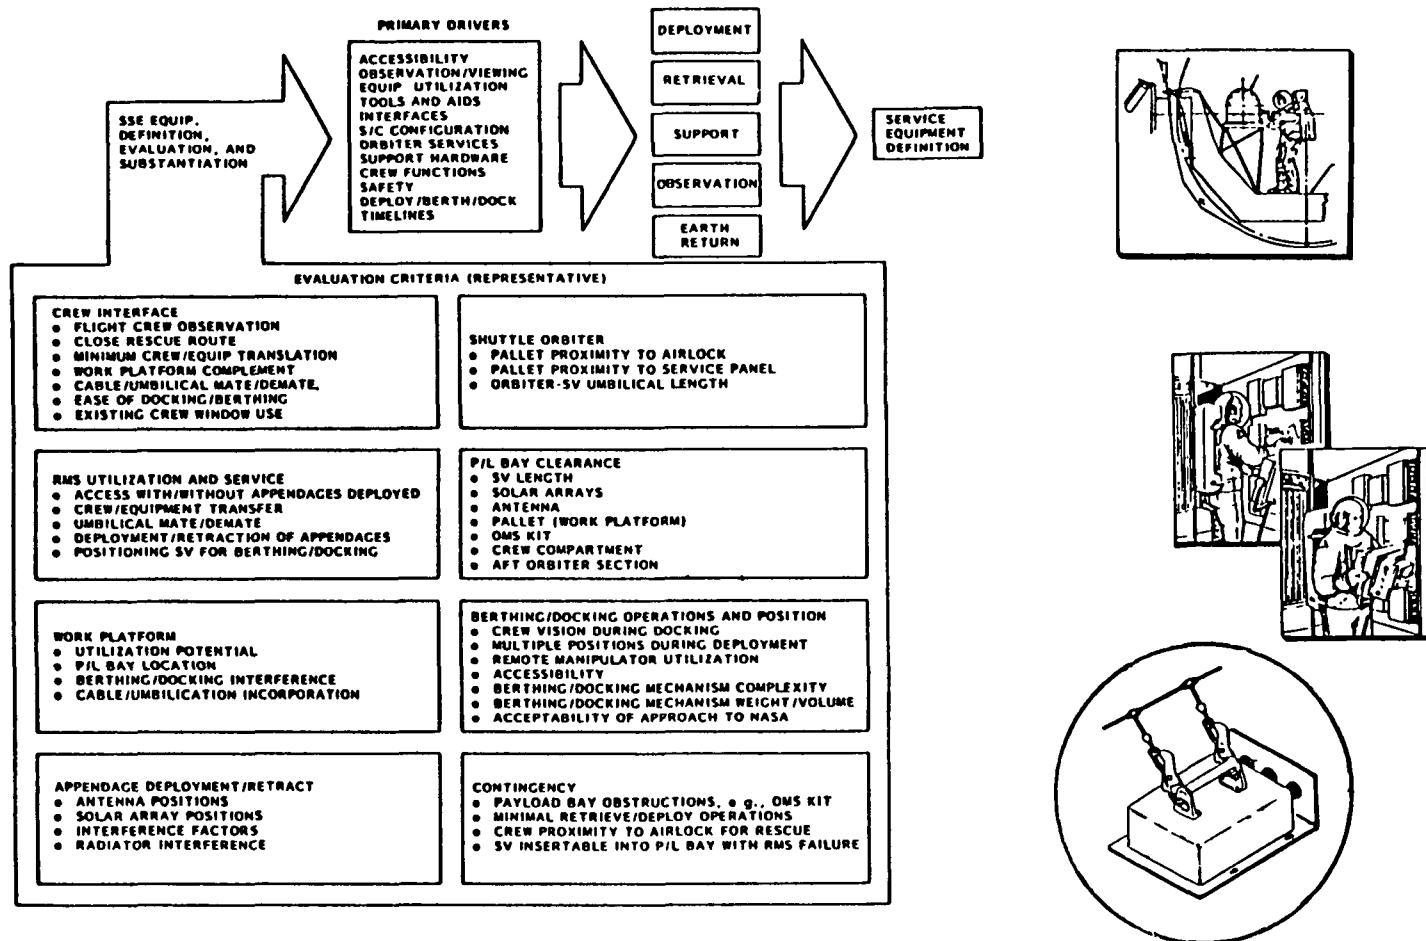 PRIMARY DRIVERS
SSE EQUIP.
DEFINITION,
EVALUATION, AND
SUBSTANTIATION
ACCESSIBILITY
OBSERVATION/VIEWING
EQUIP UTILIZATION
TOOLS AND AIDS
INTERFACES
S/C CONFIGURATION
ORBITER SERVICES
SUPPORT HARDWARE
CREW FUNCTIONS
SAFETY
DEPLOY/BERTH/DOCK
TIMELINES
DEPLOYMENT
RETRIEVAL
SUPPORT
OBSERVATION
EARTH
RETURN
SERVICE
EQUIPMENT
DEFINITION
EVALUATION CRITERIA (REPRESENTATIVE)
CREW INTERFACE
● FLIGHT CREW OBSERVATION
● CLOSE RESCUE ROUTE
● MINIMUM CREW/EQUIP TRANSLATION
● WORK PLATFORM COMPLEMENT
● CABLE/UMBILICAL MATE/DEMATE.
● EASE OF DOCKING/BERTHING
● EXISTING CREW WINDOW USE
SHUTTLE ORBITER
● PALLET PROXIMITY TO AIRLOCK
● PALLET PROXIMITY TO SERVICE PANEL
● ORBITER-SV UMBILICAL LENGTH
RMS UTILIZATION AND SERVICE
● ACCESS WITH/WITHOUT APPENDAGES DEPLOYED
● CREW/EQUIPMENT TRANSFER
● UMBILICAL MATE/DEMATE
● DEPLOYMENT/RETRACTION OF APPENDAGES
● POSITIONING SV FOR BERTHING/DOCKING
P/L BAY CLEARANCE
● SV LENGTH
● SOLAR ARRAYS
● ANTENNA
● PALLET (WORK PLATFORM)
● OMS KIT
● CREW COMPARTMENT
● AFT ORBITER SECTION
WORK PLATFORM
● UTILIZATION POTENTIAL
● P/L BAY LOCATION
● BERTHING/DOCKING INTERFERENCE
● CABLE/UMBILICATION INCORPORATION
BERTHING/DOCKING OPERATIONS AND POSITION
● CREW VISION DURING DOCKING
● MULTIPLE POSITIONS DURING DEPLOYMENT
● REMOTE MANIPULATOR UTILIZATION
● ACCESSIBILITY
● BERTHING/DOCKING MECHANISM COMPLEXITY
● BERTHING/DOCKING MECHANISM WEIGHT/VOLUME
● ACCEPTABILITY OF APPROACH TO NASA
APPENDAGE DEPLOYMENT/RETRACT
● ANTENNA POSITIONS
● SOLAR ARRAY POSITIONS
● INTERFERENCE FACTORS
● RADIATOR INTERFERENCE
CONTINGENCY
● PAYLOAD BAY OBSTRUCTIONS, e g., OMS KIT
● MINIMAL RETRIEVE/DEPLOY OPERATIONS
● CREW PROXIMITY TO AIRLOCK FOR RESCUE
● SV INSERTABLE INTO P/L BAY WITH RMS FAILURE